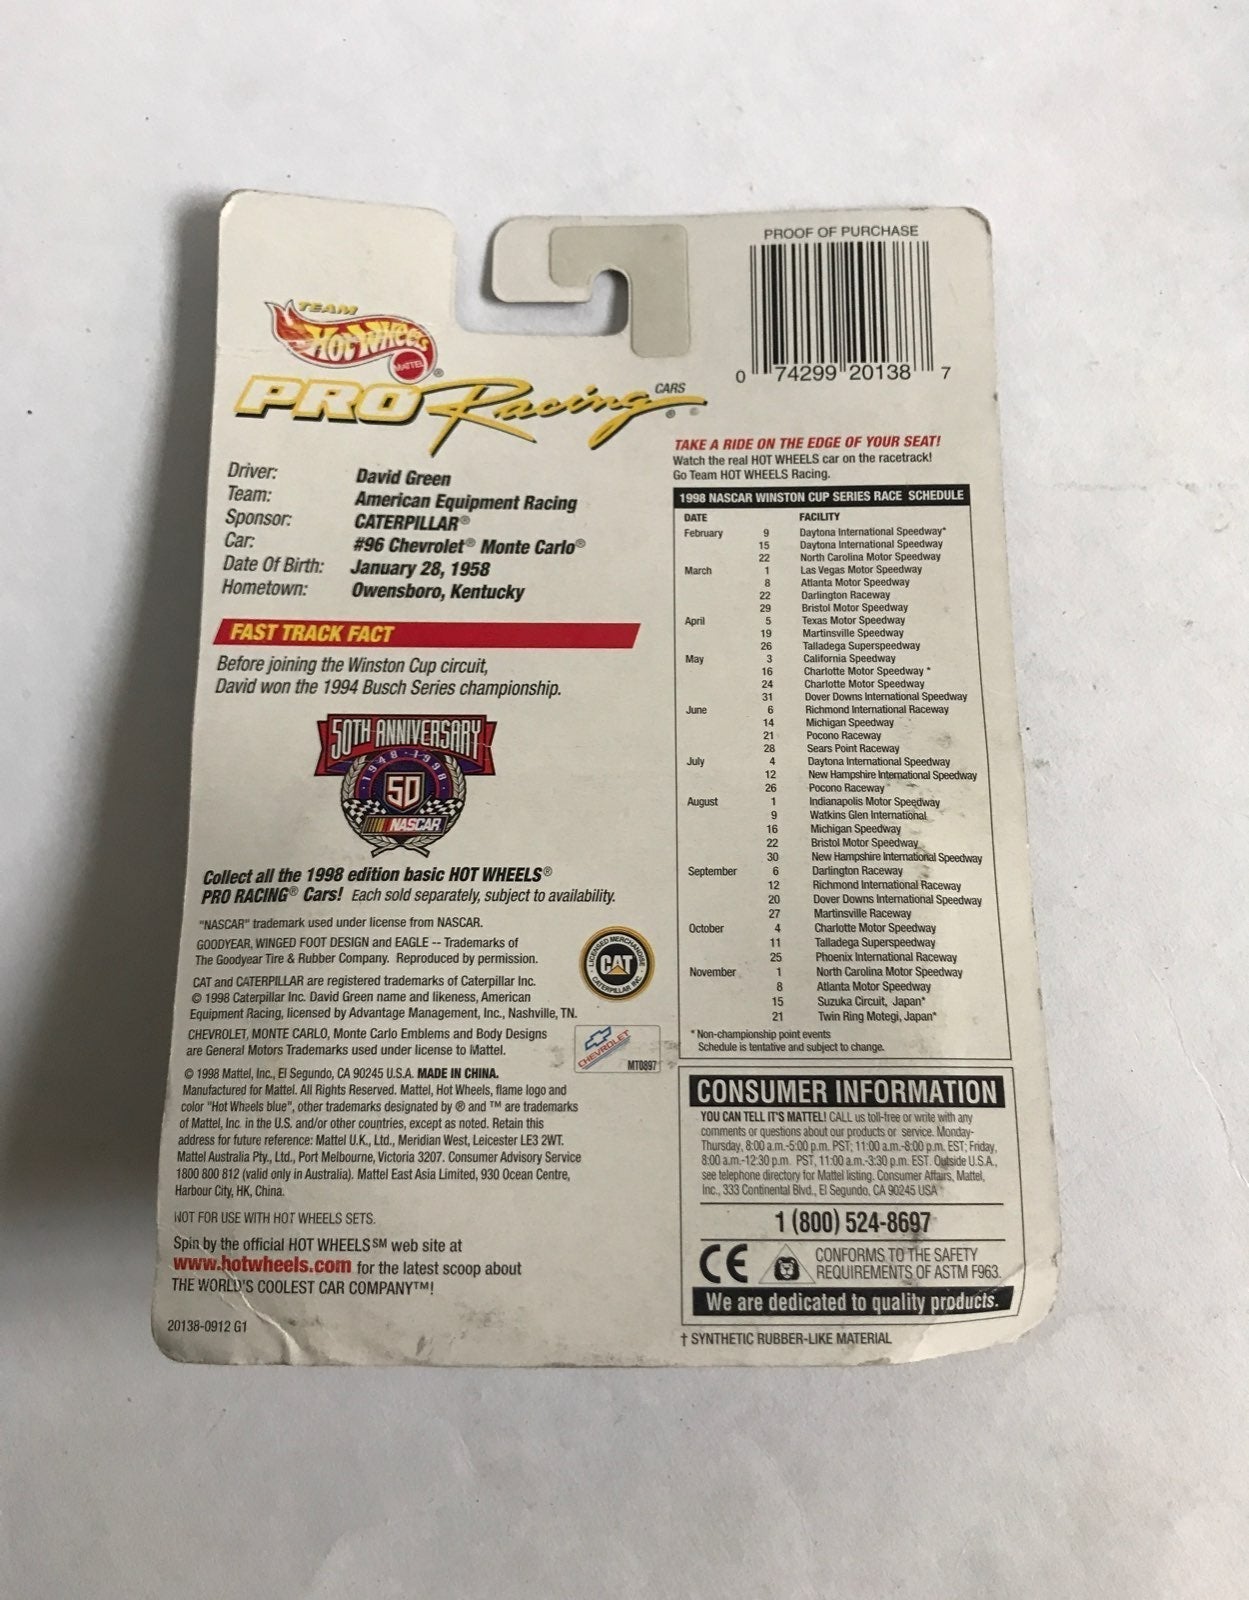 TEAM
Hot Wheels
MATTEL
®
PRO Racing CARS
® ©
PROOF OF PURCHASE
0 74299 20138 7
Driver: David Green
Team: American Equipment Racing
Sponsor: CATERPILLAR®
Car: #96 Chevrolet® Monte Carlo®
Date Of Birth: January 28, 1958
Hometown: Owensboro, Kentucky
FAST TRACK FACT
Before joining the Winston Cup circuit,
David won the 1994 Busch Series championship.
50TH ANNIVERSARY
1948 · 1998
50
NASCAR
Collect all the 1998 edition basic HOT WHEELS®
PRO RACING® Cars! Each sold separately, subject to availability.
"NASCAR" trademark used under license from NASCAR.
GOODYEAR, WINGED FOOT DESIGN and EAGLE -- Trademarks of
The Goodyear Tire & Rubber Company. Reproduced by permission.
CAT and CATERPILLAR are registered trademarks of Caterpillar Inc.
© 1998 Caterpillar Inc. David Green name and likeness, American
Equipment Racing, licensed by Advantage Management, Inc., Nashville, TN.
LICENSED MERCHANDISE
CAT
CATERPILLAR INC.
CHEVROLET, MONTE CARLO, Monte Carlo Emblems and Body Designs
are General Motors Trademarks used under license to Mattel.
CHEVROLET
MT0897
© 1998 Mattel, Inc., El Segundo, CA 90245 U.S.A. MADE IN CHINA.
Manufactured for Mattel. All Rights Reserved. Mattel, Hot Wheels, flame logo and
color "Hot Wheels blue", other trademarks designated by ® and ™ are trademarks
of Mattel, Inc. in the U.S. and/or other countries, except as noted. Retain this
address for future reference: Mattel U.K., Ltd., Meridian West, Leicester LE3 2WT.
Mattel Australia Pty., Ltd., Port Melbourne, Victoria 3207. Consumer Advisory Service
1800 800 812 (valid only in Australia). Mattel East Asia Limited, 930 Ocean Centre,
Harbour City, HK, China.
NOT FOR USE WITH HOT WHEELS SETS.
Spin by the official HOT WHEELS℠ web site at
www.hotwheels.com for the latest scoop about
THE WORLD'S COOLEST CAR COMPANY™!
20138-0912 G1
TAKE A RIDE ON THE EDGE OF YOUR SEAT!
Watch the real HOT WHEELS car on the racetrack!
Go Team HOT WHEELS Racing.
1998 NASCAR WINSTON CUP SERIES RACE SCHEDULE
DATE FACILITY
February 9 Daytona International Speedway*
15 Daytona International Speedway
22 North Carolina Motor Speedway
March 1 Las Vegas Motor Speedway
8 Atlanta Motor Speedway
22 Darlington Raceway
29 Bristol Motor Speedway
April 5 Texas Motor Speedway
19 Martinsville Speedway
26 Talladega Superspeedway
May 3 California Speedway
16 Charlotte Motor Speedway *
24 Charlotte Motor Speedway
31 Dover Downs International Speedway
June 6 Richmond International Raceway
14 Michigan Speedway
21 Pocono Raceway
28 Sears Point Raceway
July 4 Daytona International Speedway
12 New Hampshire International Speedway
26 Pocono Raceway
August 1 Indianapolis Motor Speedway
9 Watkins Glen International
16 Michigan Speedway
22 Bristol Motor Speedway
30 New Hampshire International Speedway
September 6 Darlington Raceway
12 Richmond International Raceway
20 Dover Downs International Speedway
27 Martinsville Raceway
October 4 Charlotte Motor Speedway
11 Talladega Superspeedway
25 Phoenix International Raceway
November 1 North Carolina Motor Speedway
8 Atlanta Motor Speedway
15 Suzuka Circuit, Japan*
21 Twin Ring Motegi, Japan*
* Non-championship point events
Schedule is tentative and subject to change.
CONSUMER INFORMATION
YOU CAN TELL IT'S MATTEL! CALL us toll-free or write with any
comments or questions about our products or service. Monday-
Thursday, 8:00 a.m.-5:00 p.m. PST; 11:00 a.m.-8:00 p.m. EST; Friday,
8:00 a.m.-12:30 p.m. PST, 11:00 a.m.-3:30 p.m. EST. Outside U.S.A.,
see telephone directory for Mattel listing. Consumer Affairs, Mattel,
Inc., 333 Continental Blvd., El Segundo, CA 90245 USA
1 (800) 524-8697
CE
CONFORMS TO THE SAFETY
REQUIREMENTS OF ASTM F963.
We are dedicated to quality products.
† SYNTHETIC RUBBER-LIKE MATERIAL